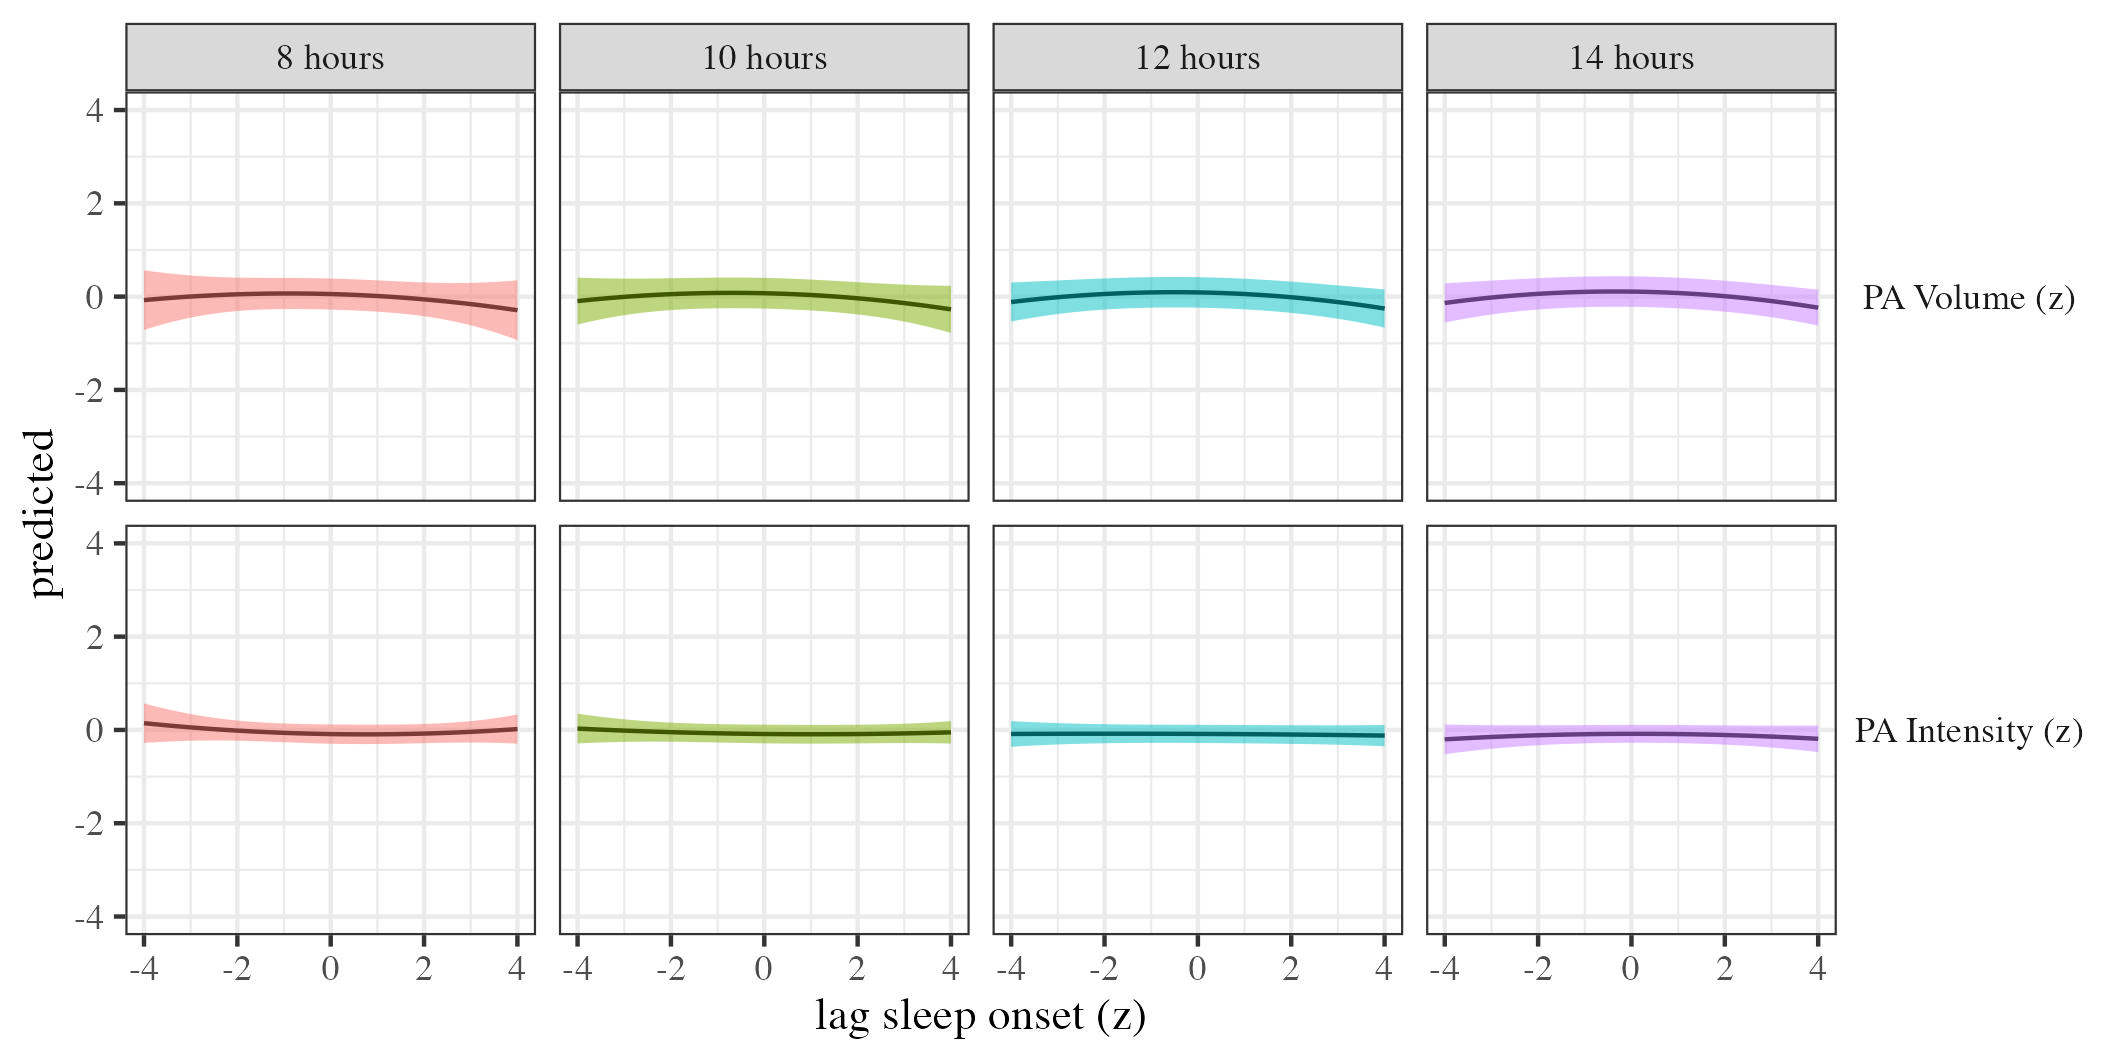 8 hours
10 hours
12 hours
14 hours
4
2
0
-2
-4
PA Volume (z)
predicted
4
2
0
-2
-4
PA Intensity (z)
-4 -2 0 2 4
-4 -2 0 2 4
-4 -2 0 2 4
-4 -2 0 2 4
lag sleep onset (z)